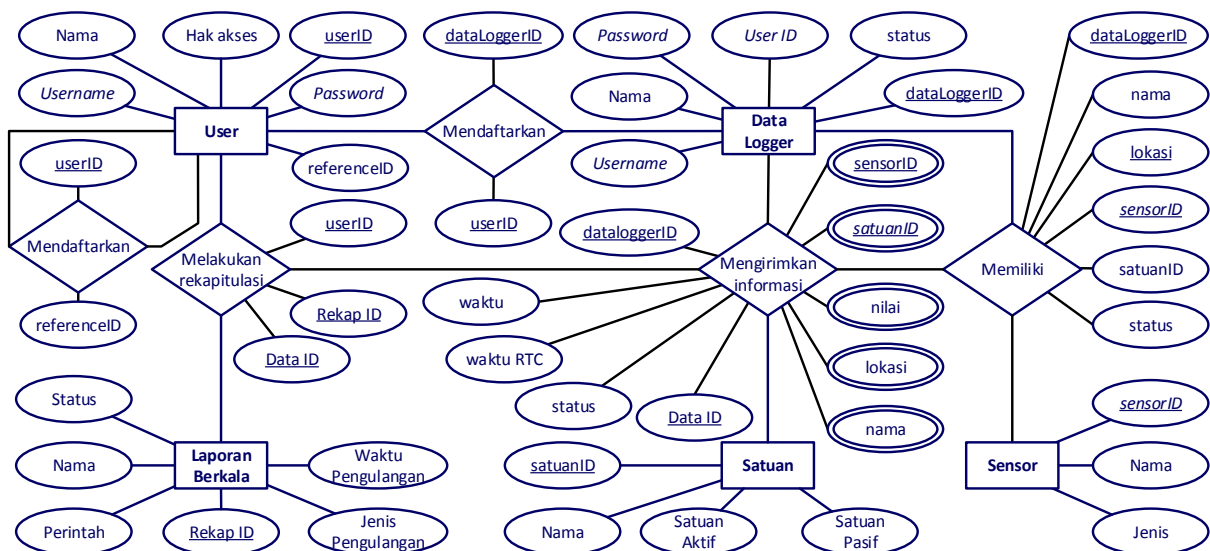 Nama
Hak akses
userID
dataLoggerID
Password
User ID
status
dataLoggerID
Username
Password
Nama
dataLoggerID
nama
User
Mendaftarkan
Data
Logger
userID
referenceID
Username
sensorID
lokasi
userID
userID
dataloggerID
satuanID
sensorID
Mendaftarkan
Melakukan
rekapitulasi
Mengirimkan
informasi
Memiliki
satuanID
waktu
nilai
referenceID
Rekap ID
status
Data ID
waktu RTC
lokasi
Status
status
Data ID
nama
sensorID
Nama
Laporan
Berkala
Waktu
Pengulangan
satuanID
Satuan
Sensor
Nama
Perintah
Rekap ID
Jenis
Pengulangan
Nama
Satuan
Aktif
Satuan
Pasif
Jenis